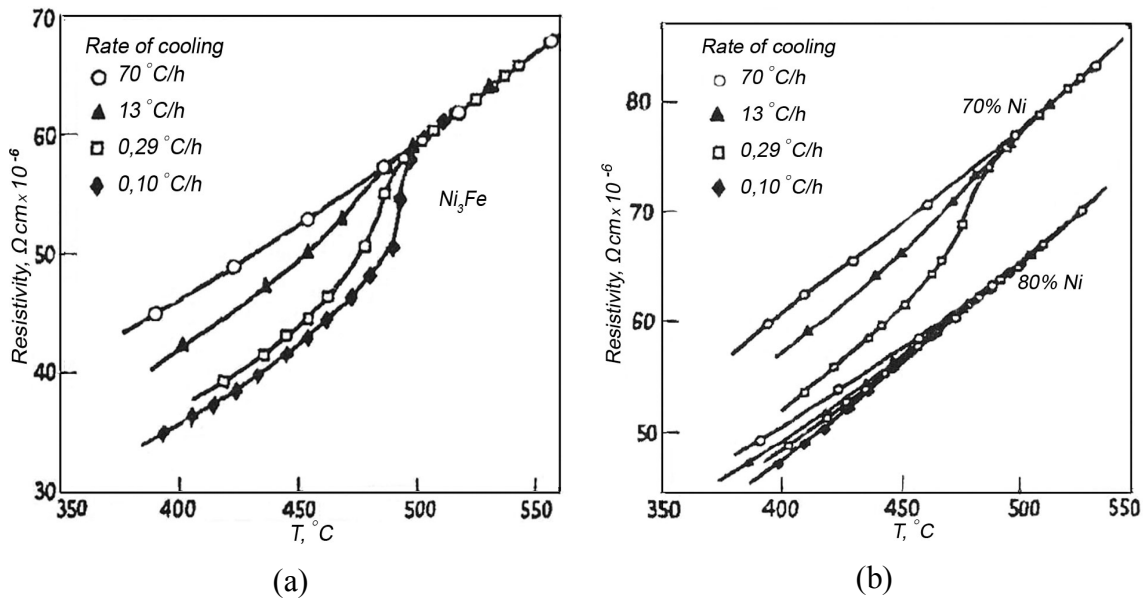 70
60
50
40
30
Resistivity, Ω cm x 10⁻⁶
Rate of cooling
70 °C/h
13 °C/h
0,29 °C/h
0,10 °C/h
Ni₃Fe
350 400 450 500 550
T, °C
(a)
80
70
60
50
Resistivity, Ω cm x 10⁻⁶
Rate of cooling
70 °C/h
13 °C/h
0,29 °C/h
0,10 °C/h
70% Ni
80% Ni
350 400 450 500 550
T, °C
(b)